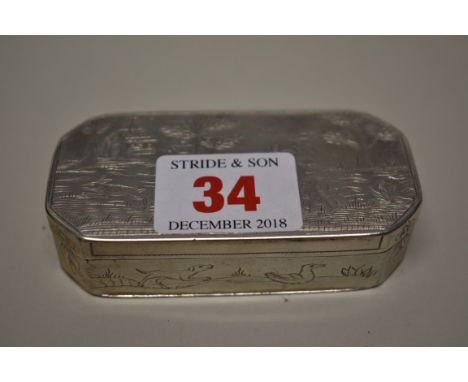 STRIDE & SON
34
DECEMBER 2018